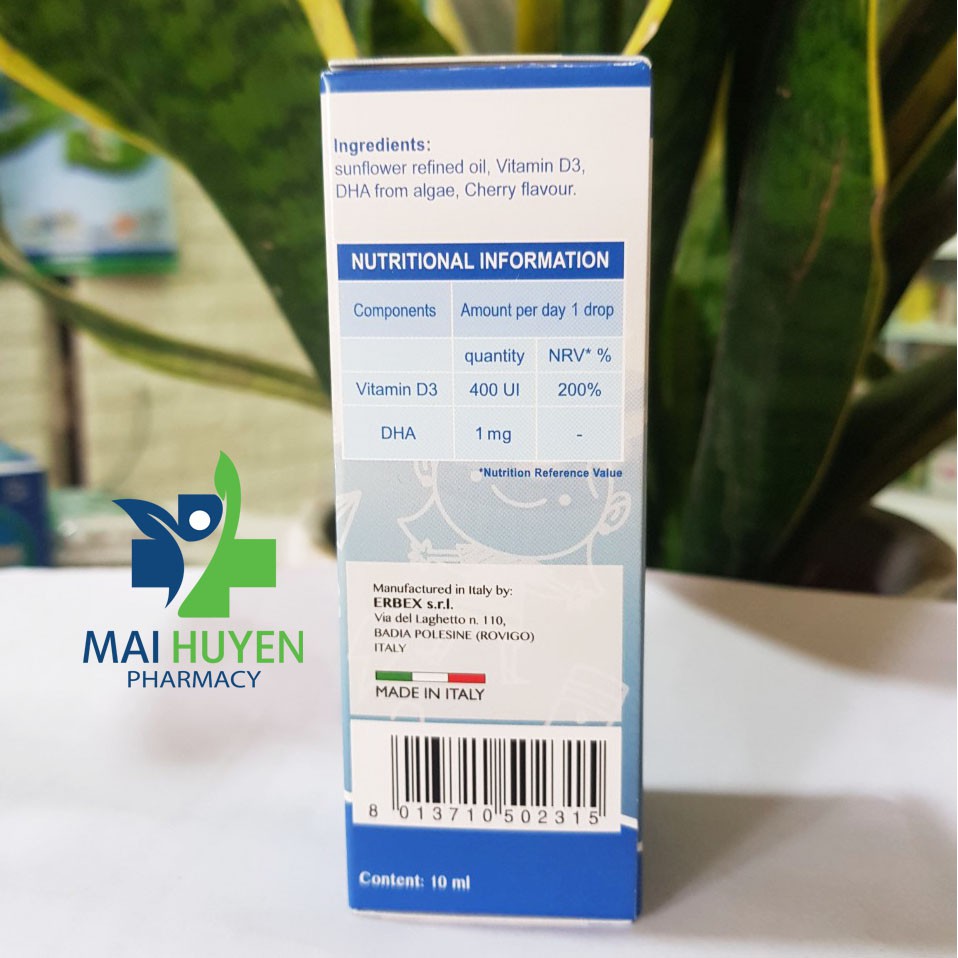 Ingredients:
sunflower refined oil, Vitamin D3,
DHA from algae, Cherry flavour.
NUTRITIONAL INFORMATION
Components Amount per day 1 drop
quantity NRV* %
Vitamin D3 400 UI 200%
DHA 1 mg -
*Nutrition Reference Value
Manufactured in Italy by:
ERBEX s.r.l.
Via del Laghetto n. 110,
BADIA POLESINE (ROVIGO)
ITALY
MADE IN ITALY
8 013710 502315
Content: 10 ml
MAI HUYEN
PHARMACY